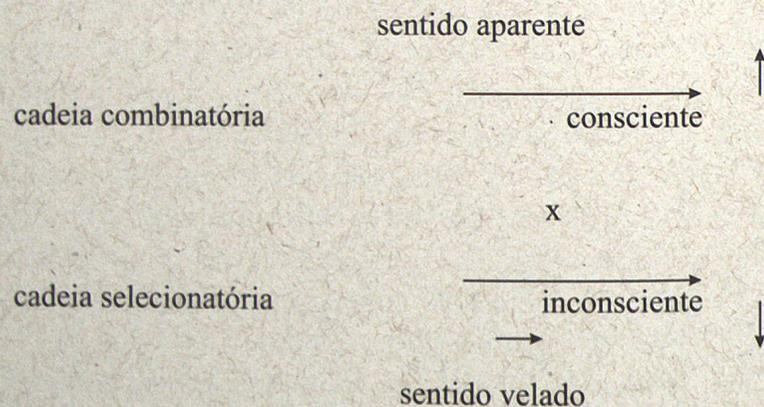 sentido aparente
cadeia combinatória consciente
x
cadeia selecionatória inconsciente
sentido velado